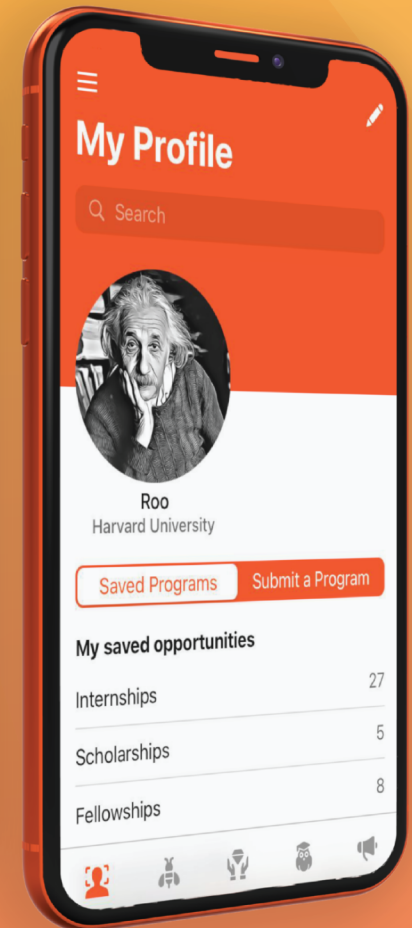 My Profile
Search
Roo
Harvard University
Saved Programs
Submit a Program
My saved opportunities
Internships 27
Scholarships 5
Fellowships 8